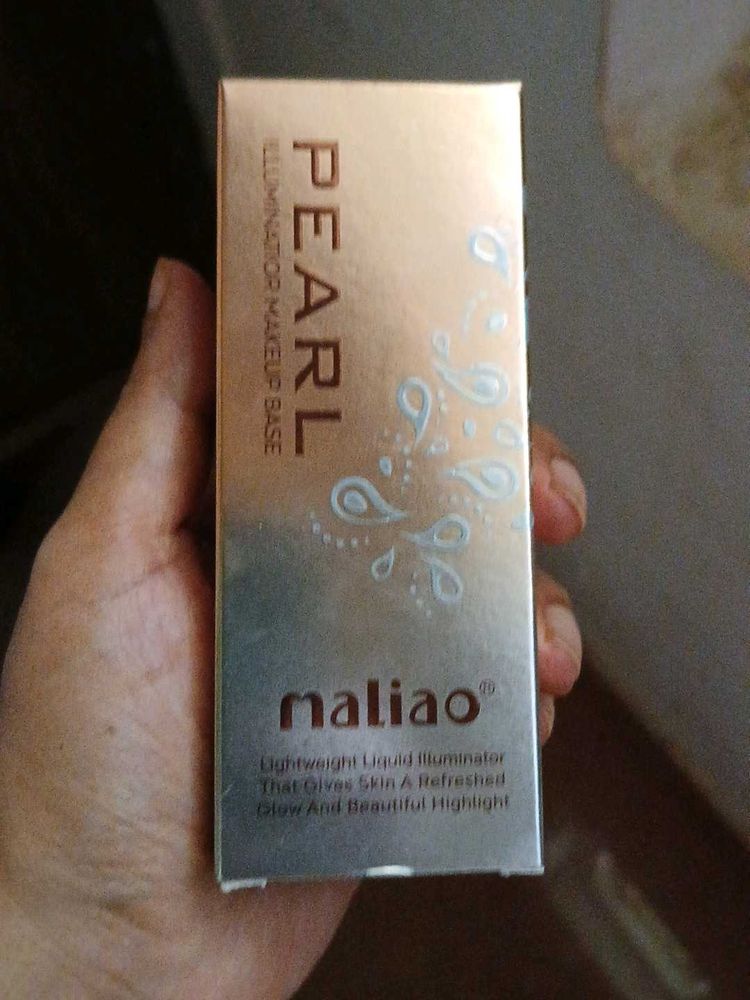 PEARL
ILLUMINATIOR MAKEUP BASE
maliao®
Lightweight Liquid Illuminator
That Gives Skin A Refreshed
Glow And Beautiful Highlight